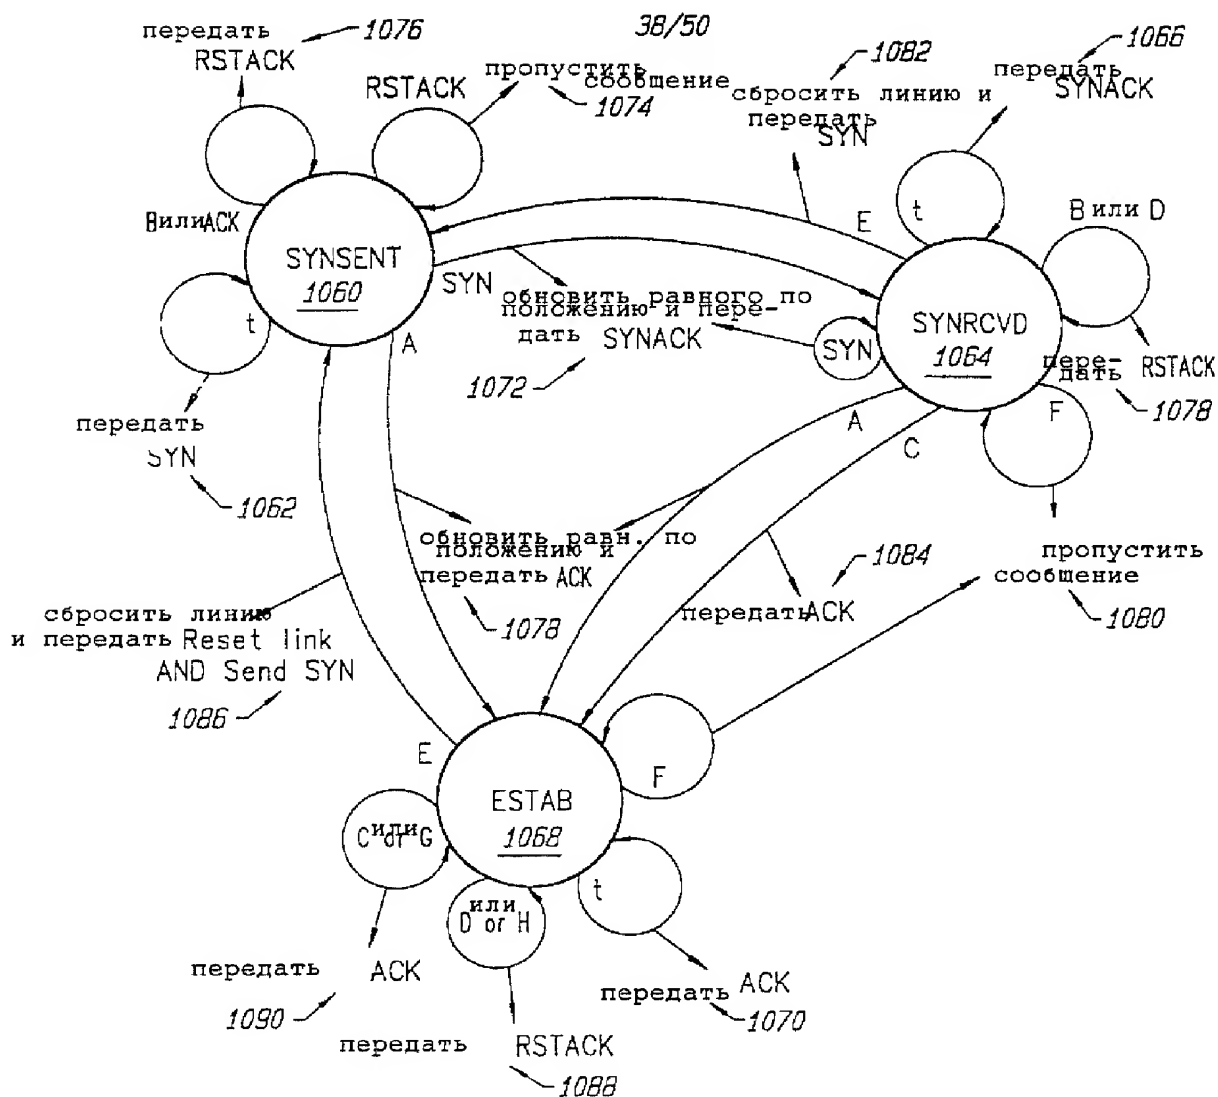 38/50
передать
RSTACK
1076
RSTACK
пропустить
сообщение
1074
1082
сбросить линию и
передать
SYN
1066
передать
SYNACK
t
E
B или D
B или ACK
SYNSENT
1060
SYN
t
A
обновить равного по
положению и пере-
дать SYNACK
1072
SYN
SYNRCVD
1064
пере-
дать RSTACK
1078
A
C
F
передать
SYN
1062
обновить равн. по
положению и
передать ACK
1078
1084
передать ACK
пропустить
сообшение
1080
сбросить линию
и передать Reset link
AND Send SYN
1086
E
F
ESTAB
1068
или
C or G
или
D or H
t
передать ACK
1090
передать RSTACK
1088
передать ACK
1070